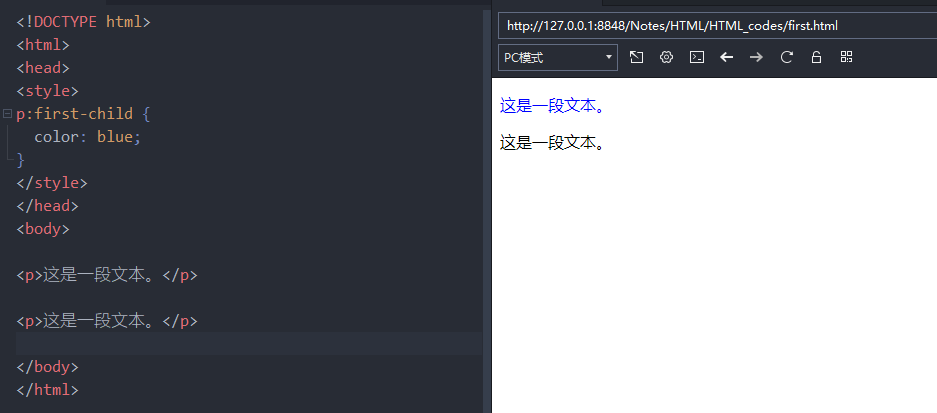 <!DOCTYPE html>
<html>
<head>
<style>
p:first-child {
  color: blue;
}
</style>
</head>
<body>
<p>这是一段文本。</p>
<p>这是一段文本。</p>
</body>
</html>
http://127.0.0.1:8848/Notes/HTML/HTML_codes/first.html
PC模式
这是一段文本。
这是一段文本。